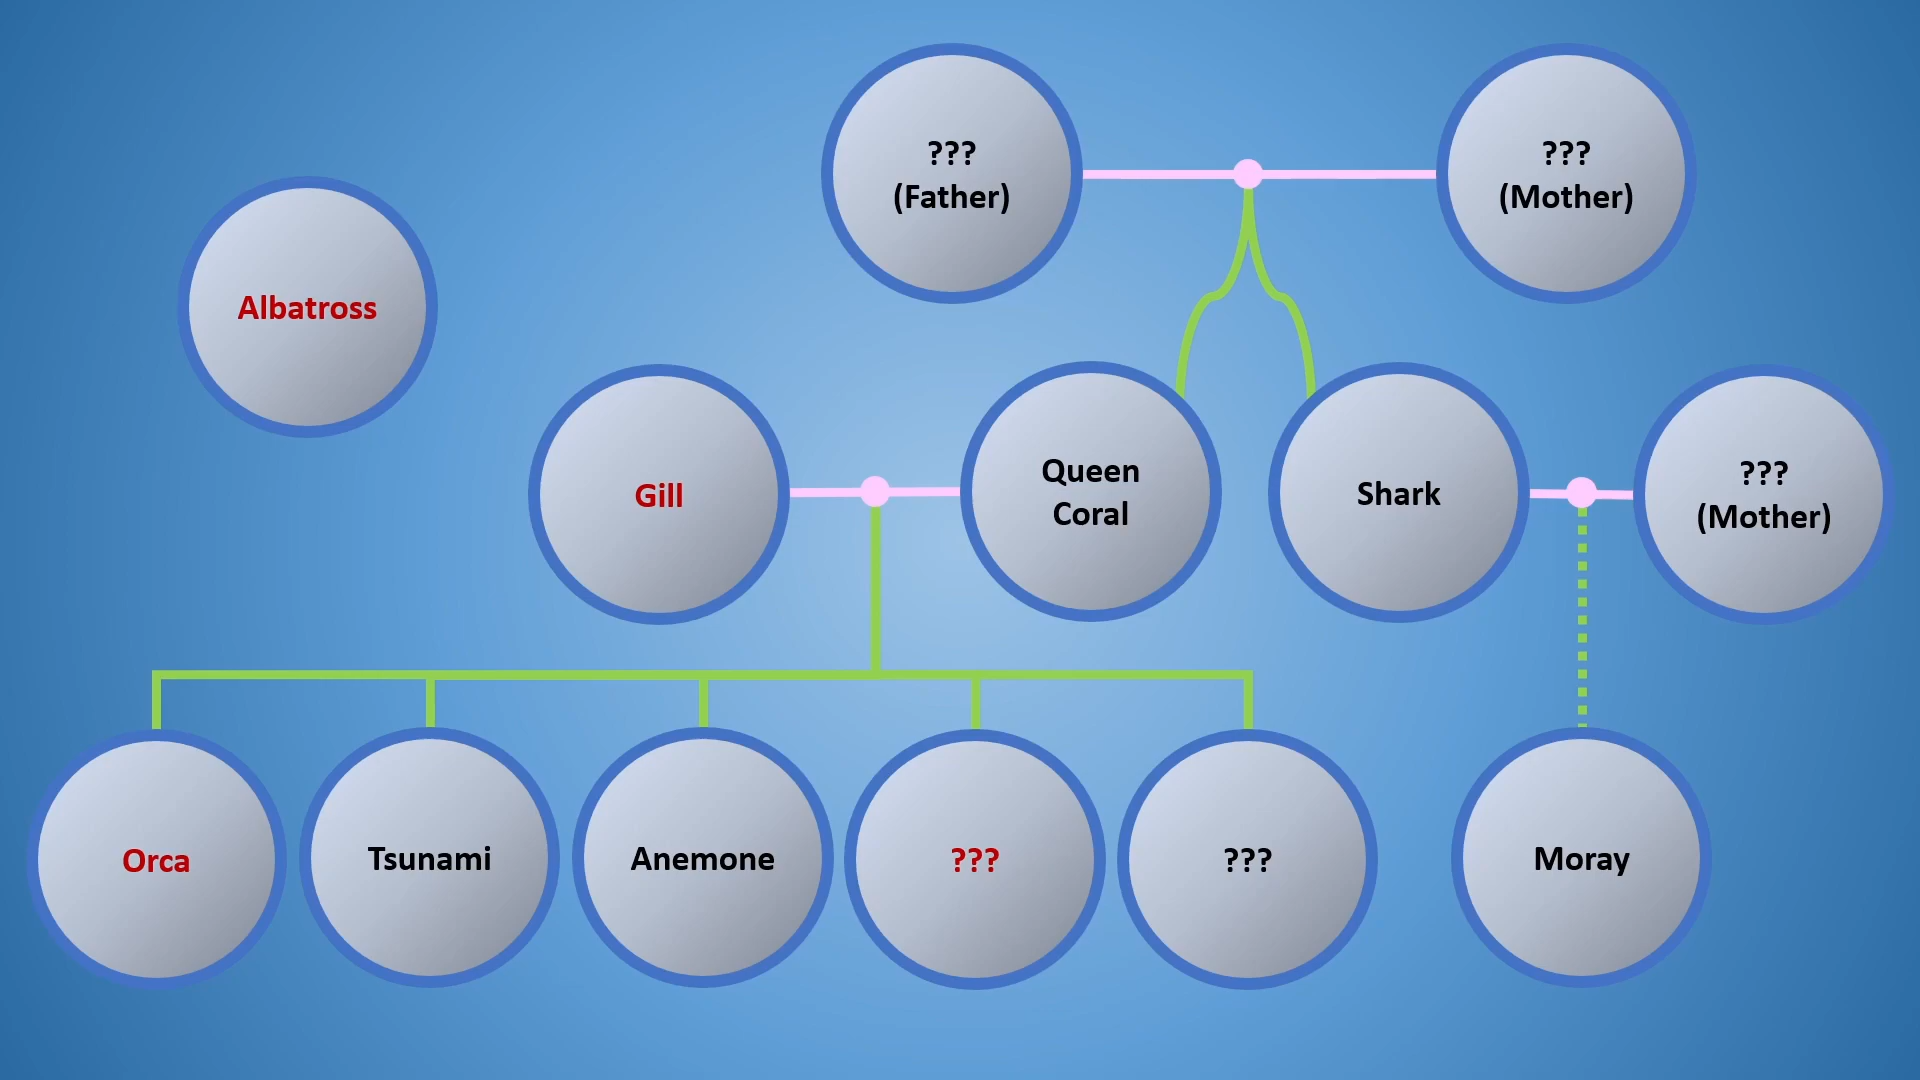 ???
(Father)
???
(Mother)
Albatross
Gill
Queen
Coral
Shark
???
(Mother)
Orca
Tsunami
Anemone
???
???
Moray